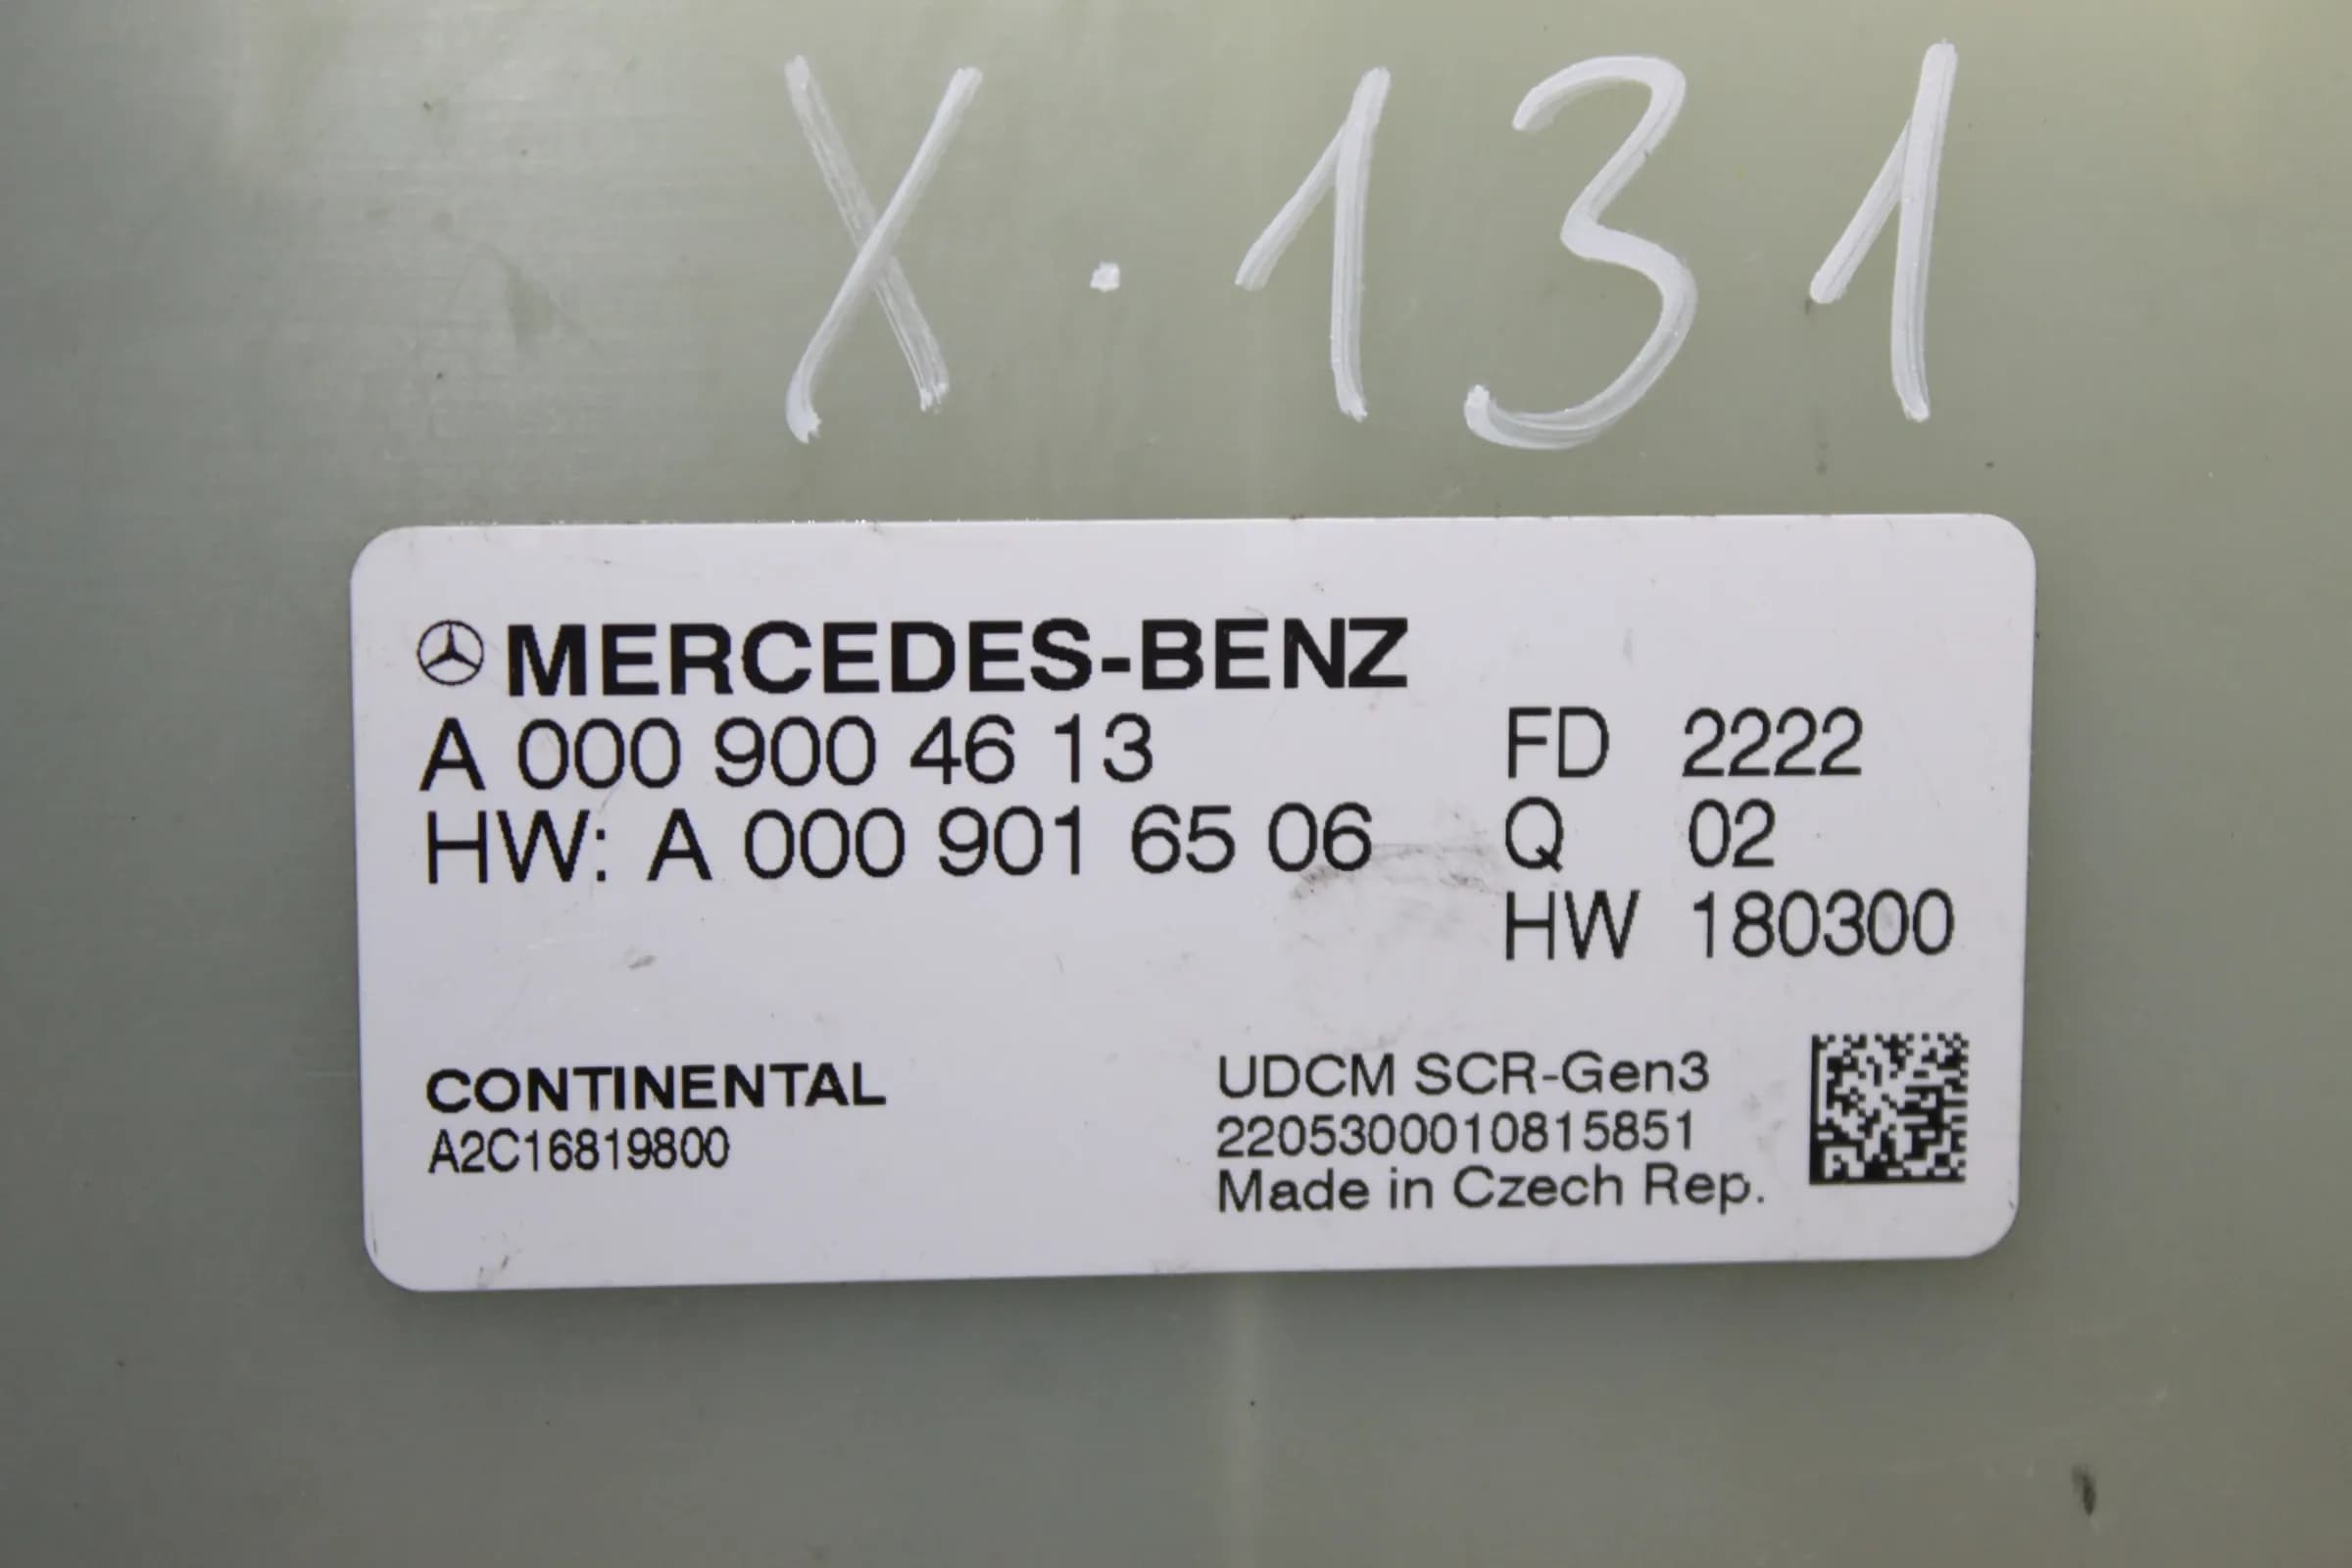 X.131
MERCEDES-BENZ
A 000 900 46 13
HW: A 000 901 65 06
FD 2222
Q 02
HW 180300
CONTINENTAL
A2C16819800
UDCM SCR-Gen3
2205300010815851
Made in Czech Rep.